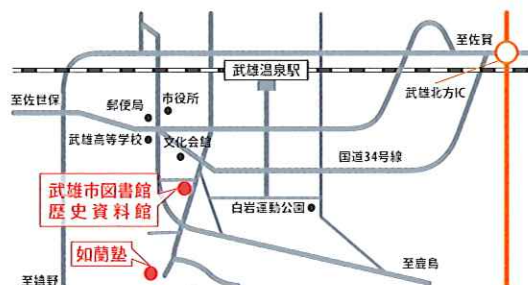 至佐賀
武雄温泉駅
武雄北方IC
至佐世保
郵便局
市役所
武雄高等学校
文化会館
国道34号線
武雄市図書館
歴史資料館
白岩運動公園
如蘭塾
至嬉野
至鹿島